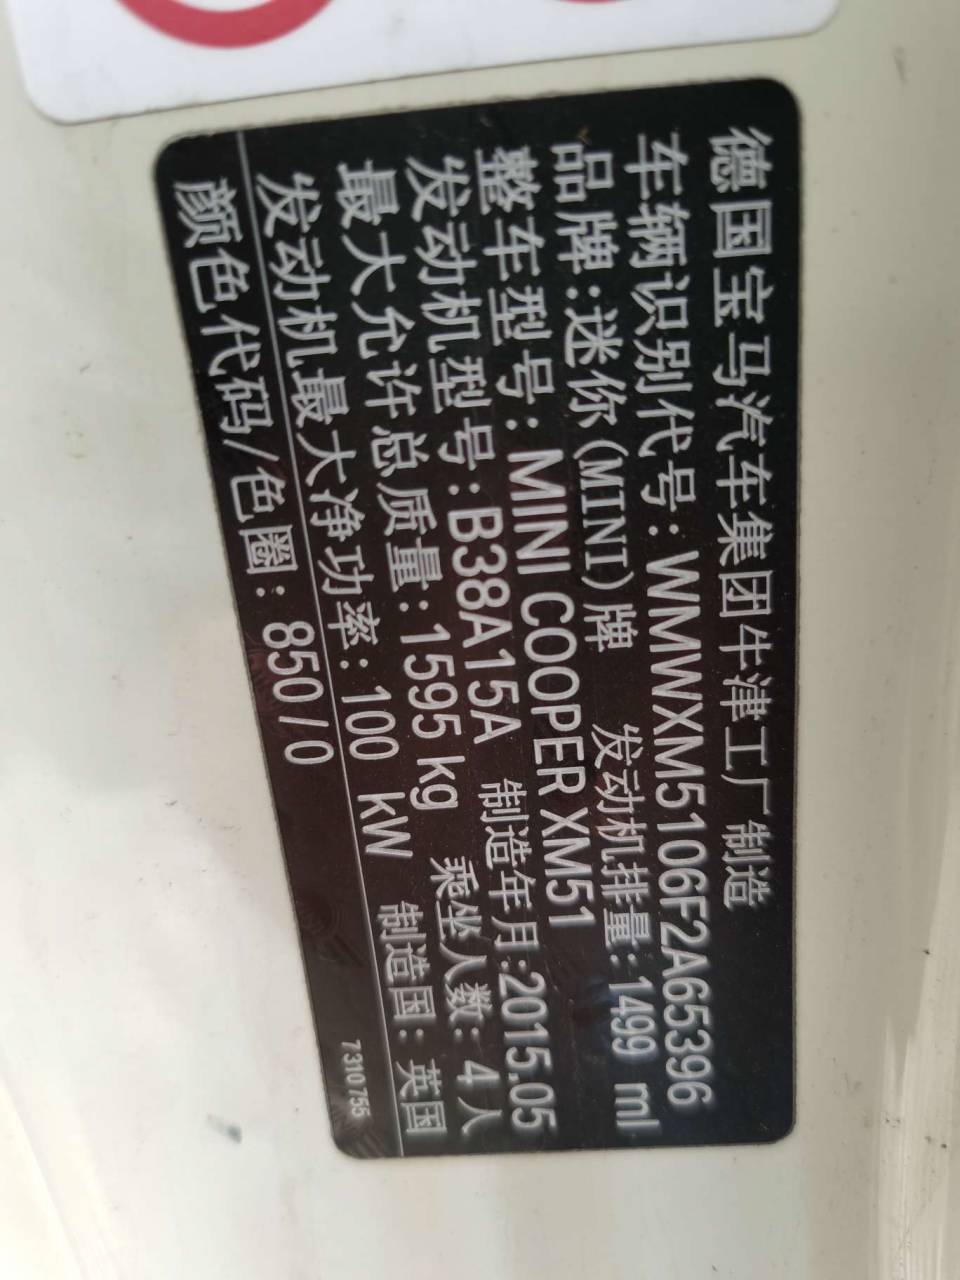 德国宝马汽车集团牛津工厂制造
车辆识别代号：WMWXM5106F2A65396
品牌:迷你(MINI)牌 发动机排量:1499 ml
整车型号：MINI COOPER XM51
发动机型号：B38A15A 制造年月:2015.05
最大允许总质量：1595 kg 乘坐人数：4人
发动机最大净功率：100 kW 制造国：英国
颜色代码/色圈：850/0 7310755